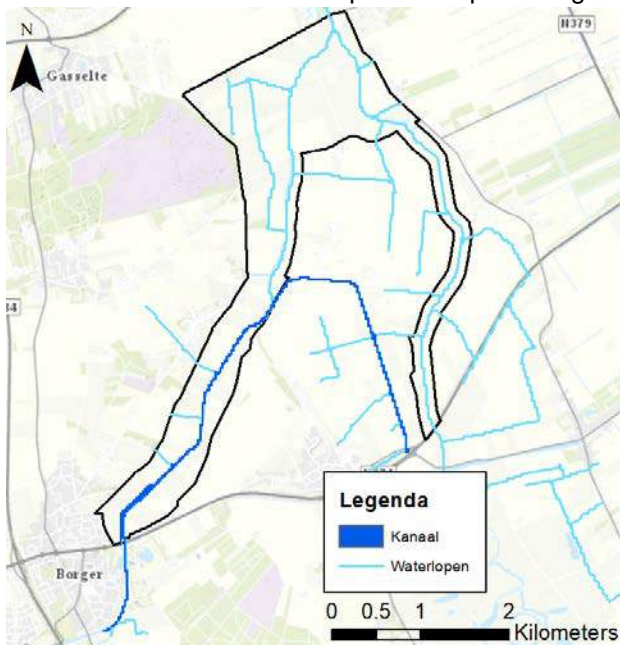 N
N379
Gasselte
34
Legenda
Kanaal
Waterlopen
Borger
0 0.5 1 2
Kilometers